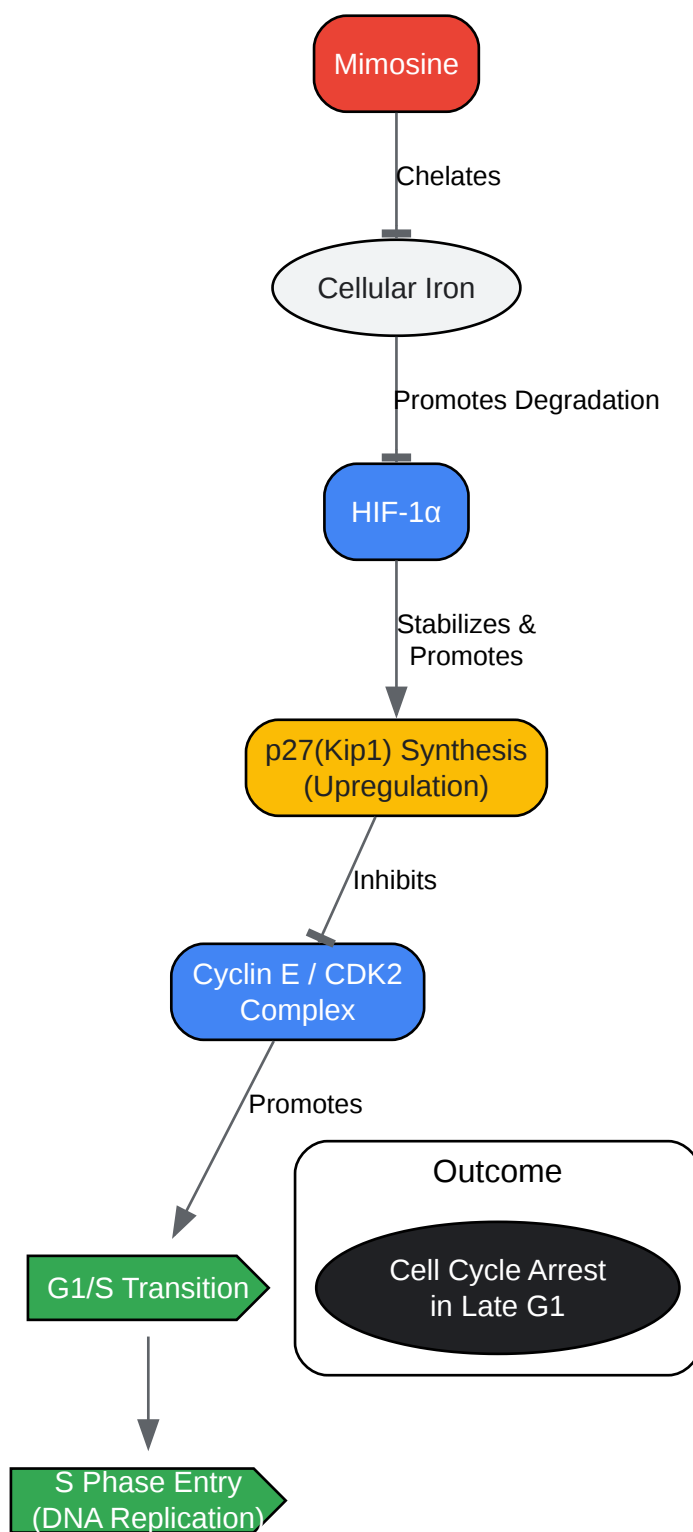 Mimosine
Chelates
Cellular Iron
Promotes Degradation
HIF-1α
Stabilizes &
Promotes
p27(Kip1) Synthesis
(Upregulation)
Inhibits
Cyclin E / CDK2
Complex
Promotes
Outcome
Cell Cycle Arrest
in Late G1
G1/S Transition
S Phase Entry
(DNA Replication)